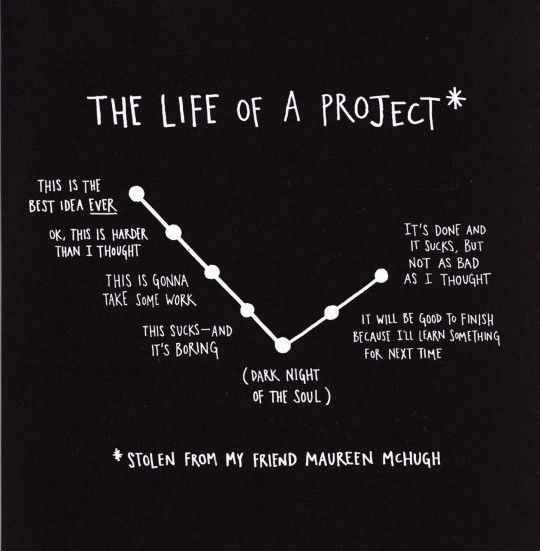 THE LIFE OF A PROJECT*
THIS IS THE
BEST IDEA EVER
OK, THIS IS HARDER
THAN I THOUGHT
THIS IS GONNA
TAKE SOME WORK
THIS SUCKS—AND
IT'S BORING
(DARK NIGHT
OF THE SOUL)
IT WILL BE GOOD TO FINISH
BECAUSE I'LL LEARN SOMETHING
FOR NEXT TIME
IT'S DONE AND
IT SUCKS, BUT
NOT AS BAD
AS I THOUGHT
*STOLEN FROM MY FRIEND MAUREEN MCHUGH